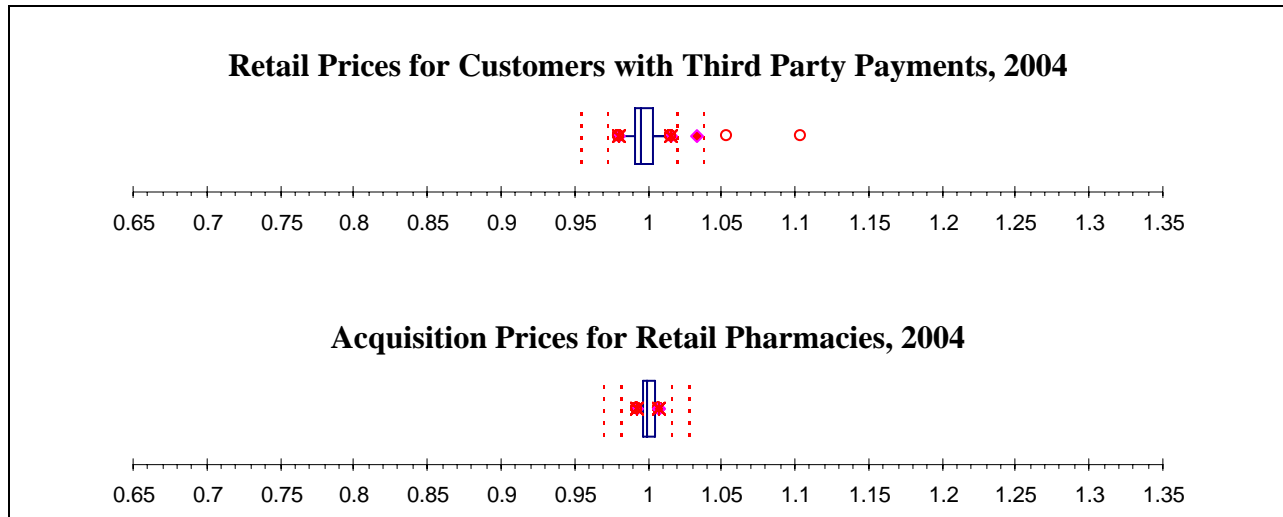 Retail Prices for Customers with Third Party Payments, 2004
0.65 0.7 0.75 0.8 0.85 0.9 0.95 1 1.05 1.1 1.15 1.2 1.25 1.3 1.35
Acquisition Prices for Retail Pharmacies, 2004
0.65 0.7 0.75 0.8 0.85 0.9 0.95 1 1.05 1.1 1.15 1.2 1.25 1.3 1.35